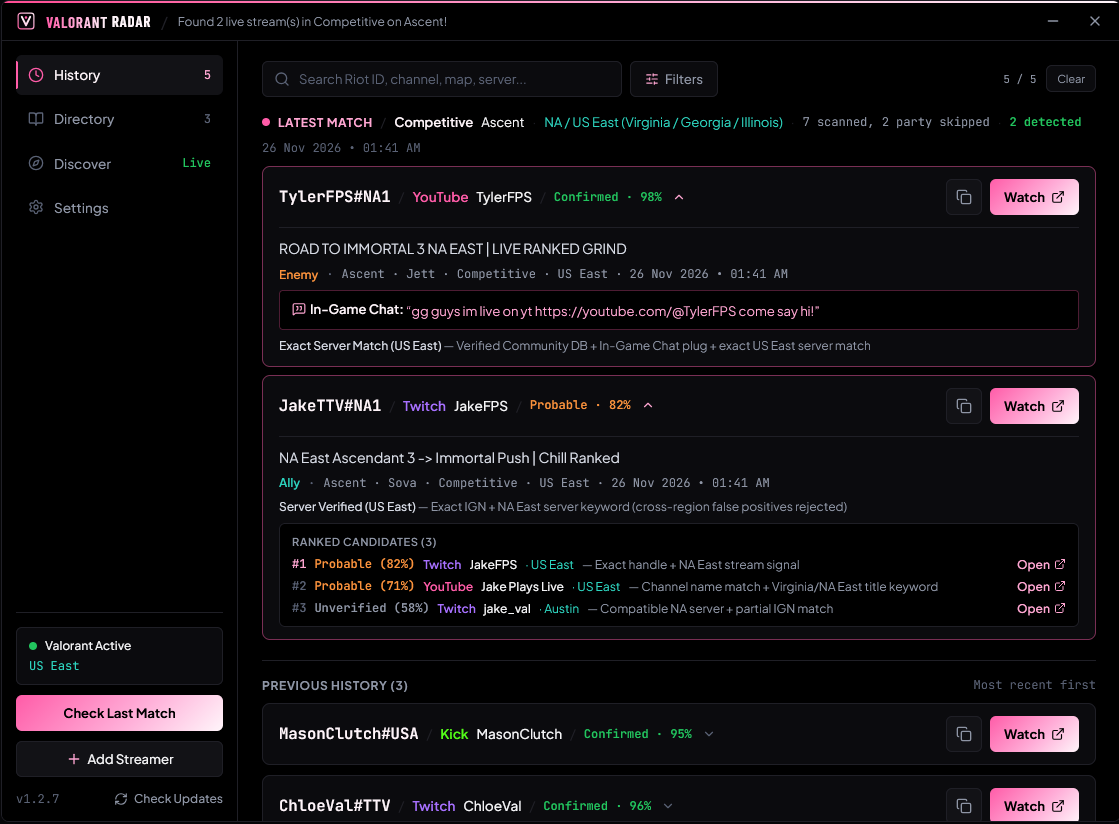 VALORANT RADAR / Found 2 live stream(s) in Competitive on Ascent!
History 5
Directory 3
Discover Live
Settings
Valorant Active
US East
Check Last Match
+ Add Streamer
v1.2.7 Check Updates
Search Riot ID, channel, map, server... Filters 5 / 5 Clear
LATEST MATCH / Competitive Ascent · NA / US East (Virginia / Georgia / Illinois) · 7 scanned, 2 party skipped · 2 detected
26 Nov 2026 • 01:41 AM
TylerFPS#NA1 / YouTube TylerFPS / Confirmed · 98% Watch
ROAD TO IMMORTAL 3 NA EAST | LIVE RANKED GRIND
Enemy · Ascent · Jett · Competitive · US East · 26 Nov 2026 • 01:41 AM
In-Game Chat: “gg guys im live on yt https://youtube.com/@TylerFPS come say hi!”
Exact Server Match (US East) — Verified Community DB + In-Game Chat plug + exact US East server match
JakeTTV#NA1 / Twitch JakeFPS / Probable · 82% Watch
NA East Ascendant 3 -> Immortal Push | Chill Ranked
Ally · Ascent · Sova · Competitive · US East · 26 Nov 2026 • 01:41 AM
Server Verified (US East) — Exact IGN + NA East server keyword (cross-region false positives rejected)
RANKED CANDIDATES (3)
#1 Probable (82%) Twitch JakeFPS · US East — Exact handle + NA East stream signal Open
#2 Probable (71%) YouTube Jake Plays Live · US East — Channel name match + Virginia/NA East title keyword Open
#3 Unverified (58%) Twitch jake_val · Austin — Compatible NA server + partial IGN match Open
PREVIOUS HISTORY (3) Most recent first
MasonClutch#USA / Kick MasonClutch / Confirmed · 95% Watch
ChloeVal#TTV / Twitch ChloeVal / Confirmed · 96% Watch